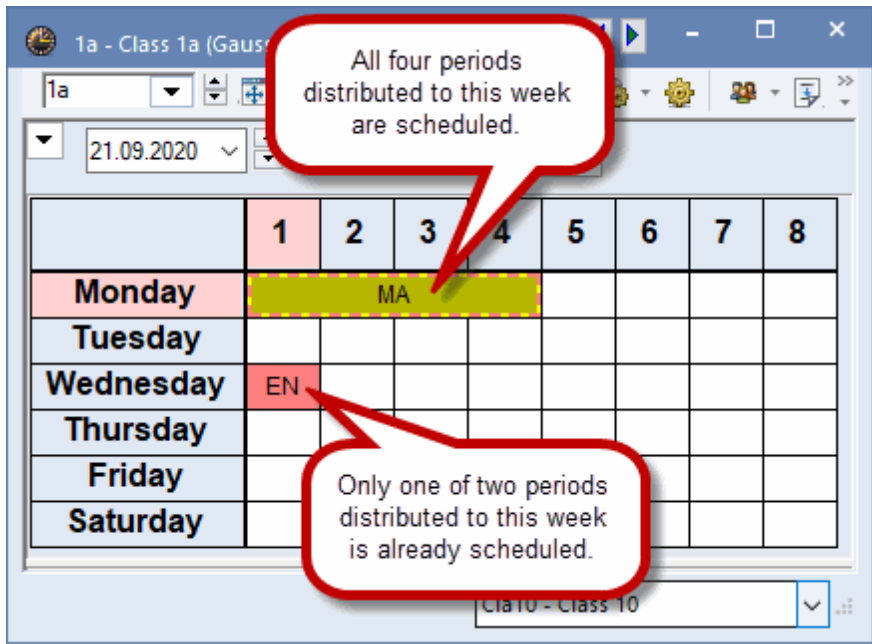 1a - Class 1a (Gaus
All four periods
distributed to this week
are scheduled.
1a
21.09.2020
1 2 3 4 5 6 7 8
Monday MA
Tuesday
Wednesday EN
Thursday
Friday
Saturday
Only one of two periods
distributed to this week
is already scheduled.
Cla10 - Class 10